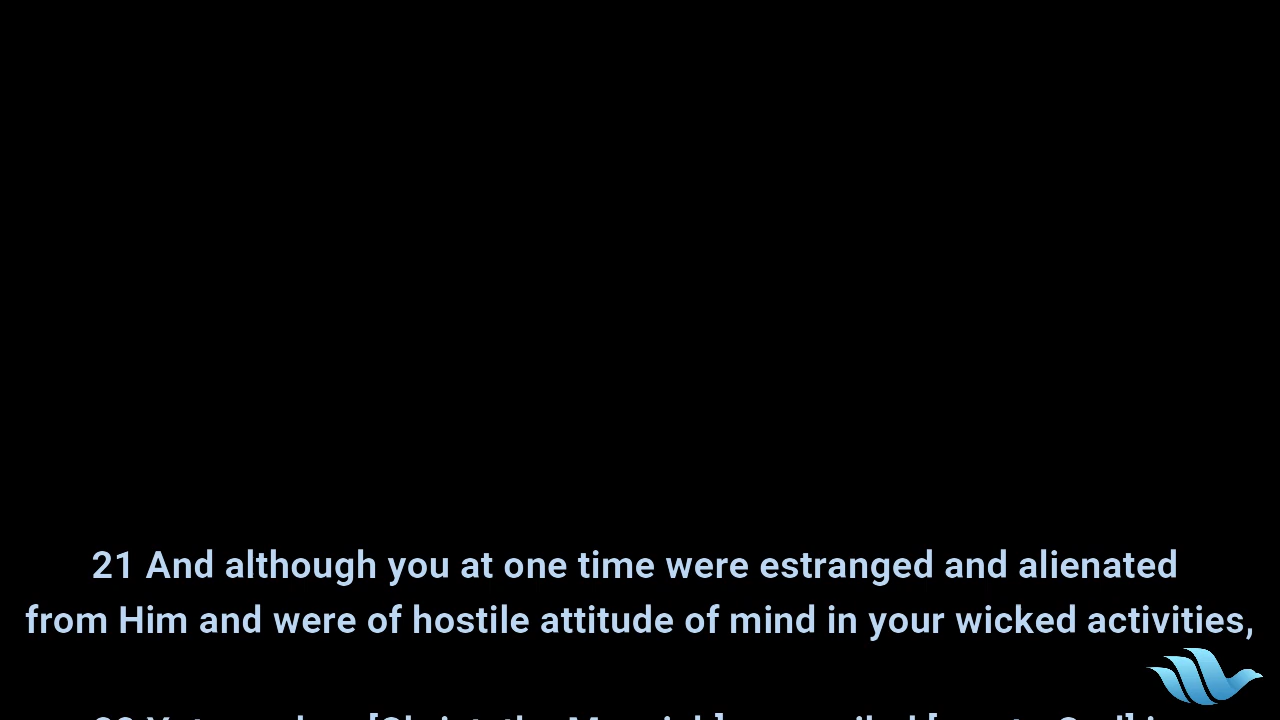 21 And although you at one time were estranged and alienated
from Him and were of hostile attitude of mind in your wicked activities,